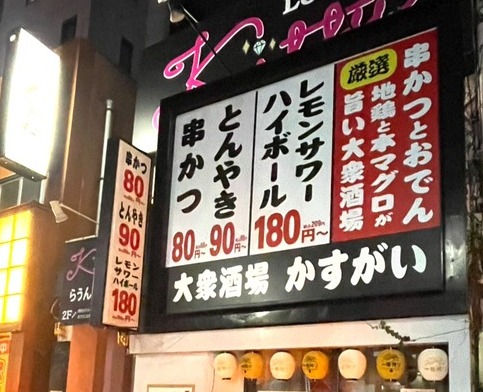 串かつとおでん
厳選
地鶏と本マグロが
旨い大衆酒場
レモンサワー
ハイボール
180円〜
とんやき
90円〜
串かつ
80円〜
大衆酒場 かすがい
串かつ
80
とんやき
90
レモン
サワー
ハイボール
180
らうん
2F